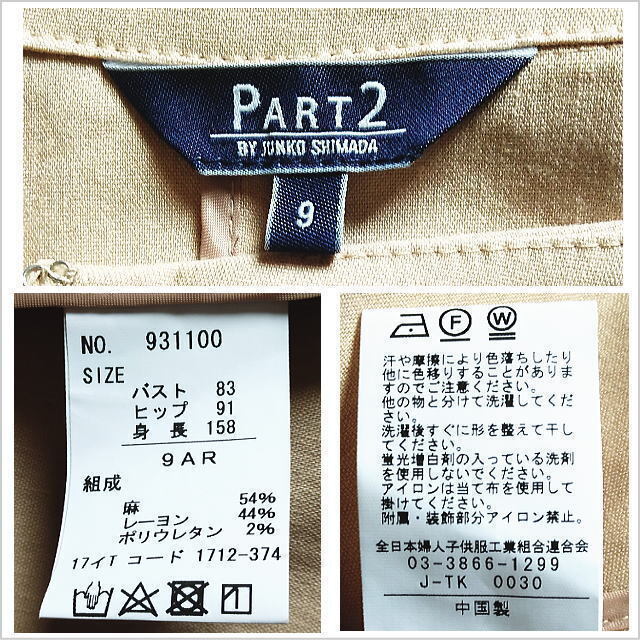 PART2
BY JUNKO SHIMADA
9
NO. 931100
SIZE
バスト 83
ヒップ 91
身 長 158
9AR
組成
麻 54%
レーヨン 44%
ポリウレタン 2%
17イT コード 1712-374
F W
汗や摩擦により色落ちしたり
他に色移りすることがありま
すのでご注意ください。
他の物と分けて洗濯してくだ
さい。
洗濯後すぐに形を整えて干し
てください。
蛍光増白剤の入っている洗剤
を使用しないでください。
アイロンは当て布を使用して
掛けてください。
附属・装飾部分アイロン禁止。
全日本婦人子供服工業組合連合会
03-3866-1299
J-TK 0030
中国製